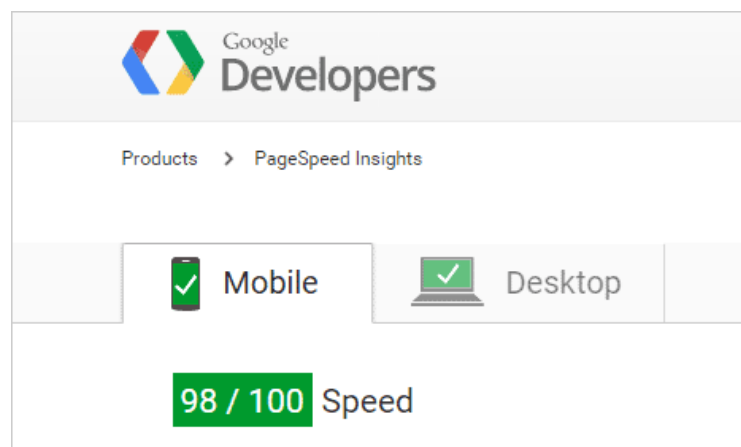 Google
Developers
Products > PageSpeed Insights
Mobile
Desktop
98 / 100 Speed